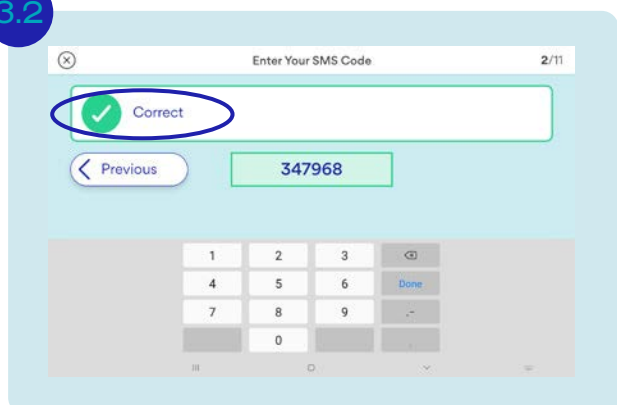 3.2
Enter Your SMS Code 2/11
Correct
Previous 347968
1 2 3
4 5 6 Done
7 8 9 .-
0 .